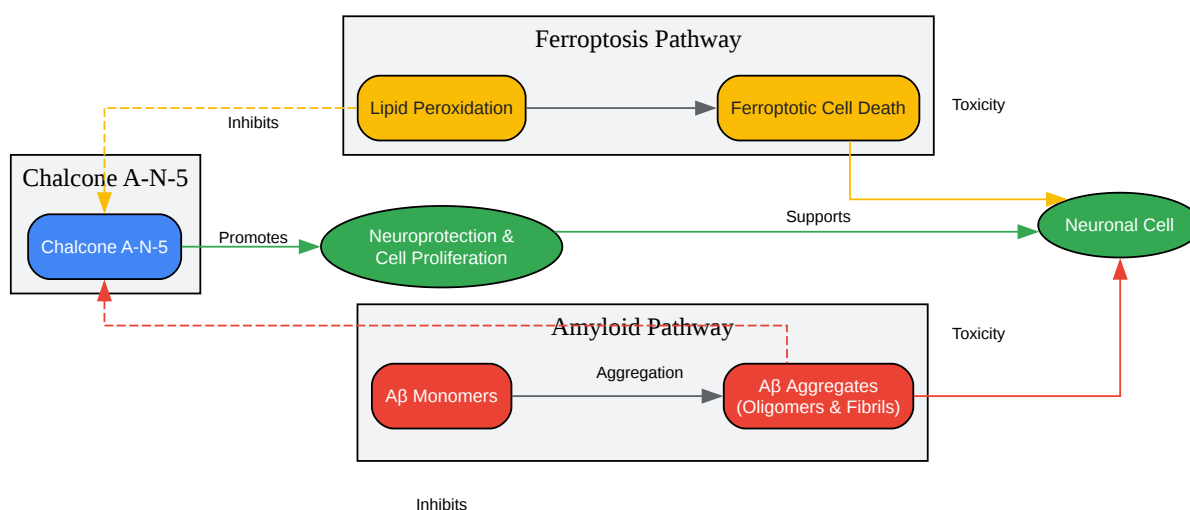 Ferroptosis Pathway
Lipid Peroxidation
Ferroptotic Cell Death
Toxicity
Inhibits
Chalcone A-N-5
Chalcone A-N-5
Promotes
Neuroprotection &
Cell Proliferation
Supports
Neuronal Cell
Amyloid Pathway
Toxicity
Aβ Monomers
Aggregation
Aβ Aggregates
(Oligomers & Fibrils)
Inhibits